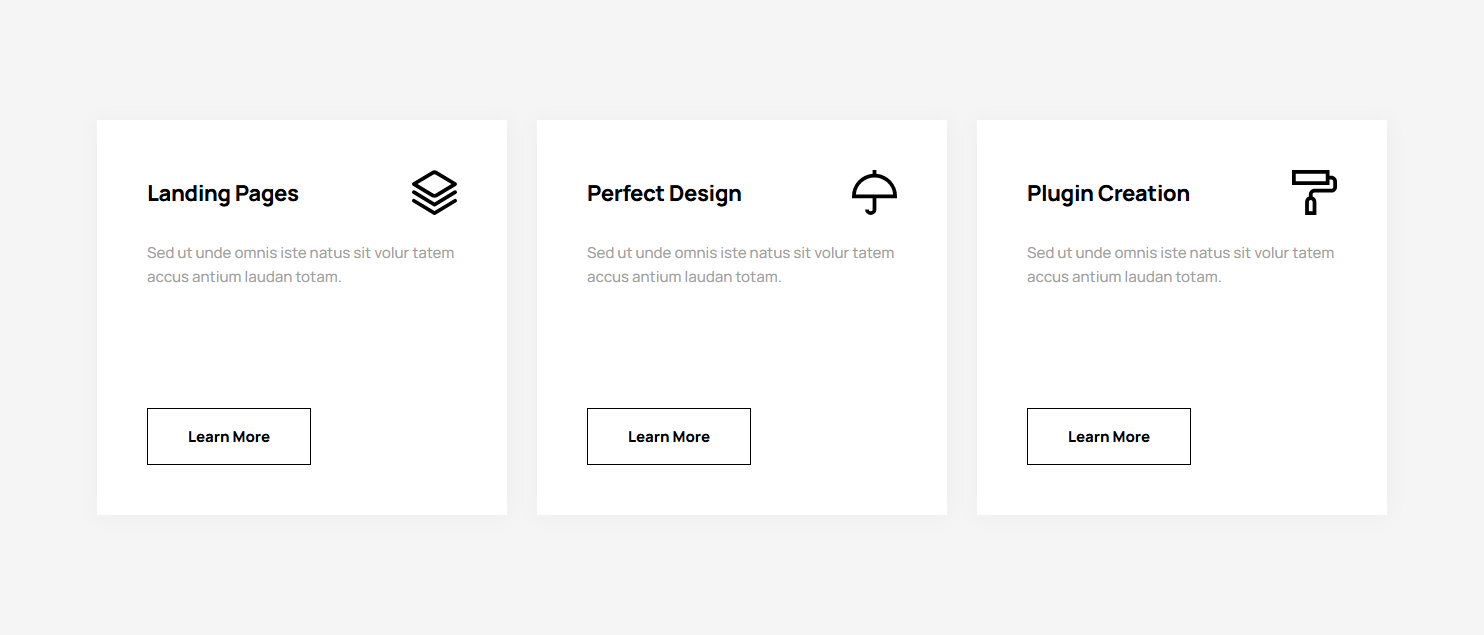 Landing Pages
Sed ut unde omnis iste natus sit volur tatem
accus antium laudan totam.
Learn More
Perfect Design
Sed ut unde omnis iste natus sit volur tatem
accus antium laudan totam.
Learn More
Plugin Creation
Sed ut unde omnis iste natus sit volur tatem
accus antium laudan totam.
Learn More